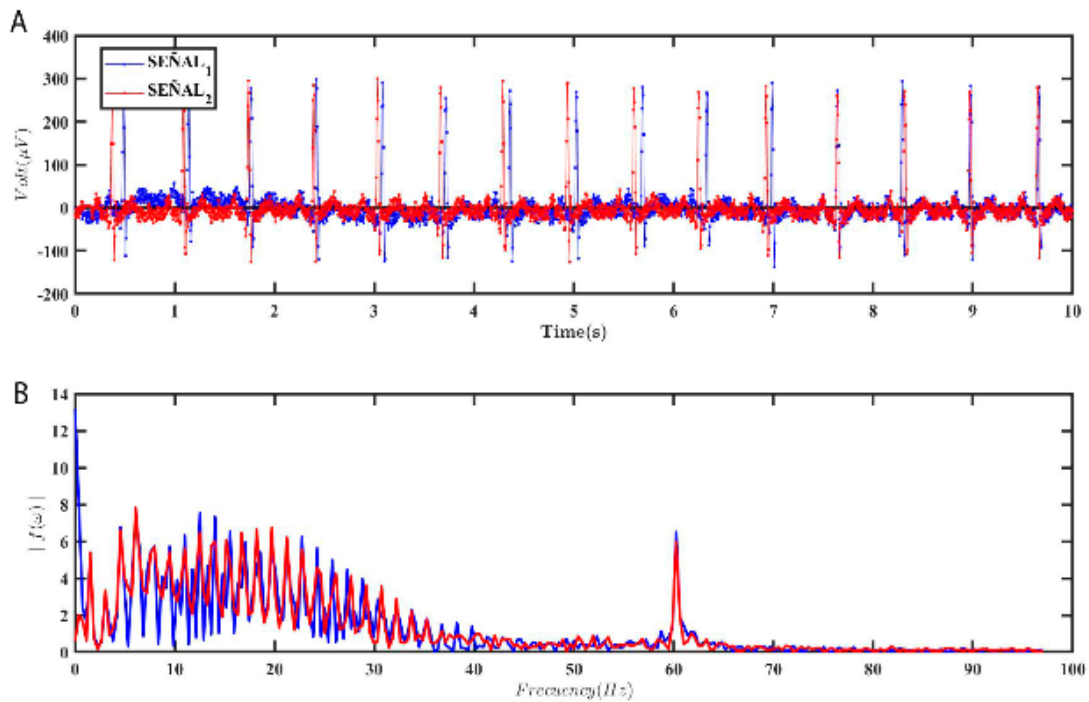 A
400
300
200
100
0
-100
-200
Volt(μV)
SEÑAL1
SEÑAL2
0 1 2 3 4 5 6 7 8 9 10
Time(s)
B
14
12
10
8
6
4
2
0
| f(ω) |
0 10 20 30 40 50 60 70 80 90 100
Frecuency(Hz)